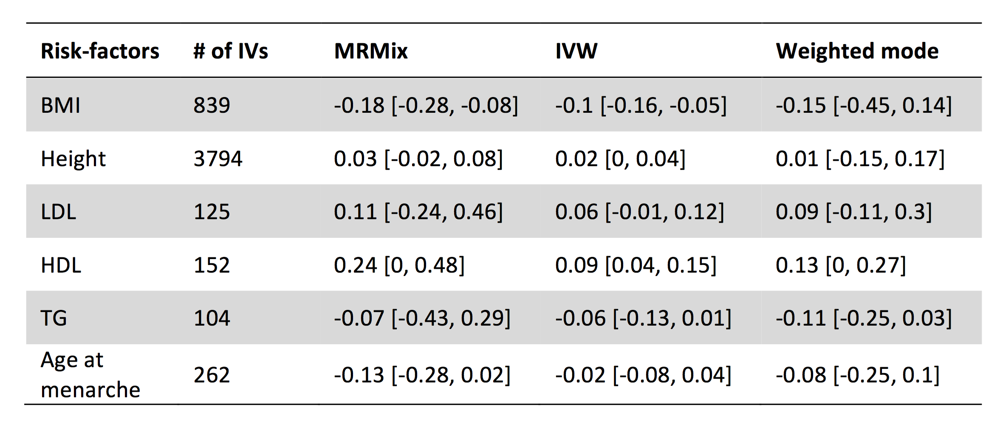 Risk-factors # of IVs MRMix IVW Weighted mode
BMI 839 -0.18 [-0.28, -0.08] -0.1 [-0.16, -0.05] -0.15 [-0.45, 0.14]
Height 3794 0.03 [-0.02, 0.08] 0.02 [0, 0.04] 0.01 [-0.15, 0.17]
LDL 125 0.11 [-0.24, 0.46] 0.06 [-0.01, 0.12] 0.09 [-0.11, 0.3]
HDL 152 0.24 [0, 0.48] 0.09 [0.04, 0.15] 0.13 [0, 0.27]
TG 104 -0.07 [-0.43, 0.29] -0.06 [-0.13, 0.01] -0.11 [-0.25, 0.03]
Age at
menarche 262 -0.13 [-0.28, 0.02] -0.02 [-0.08, 0.04] -0.08 [-0.25, 0.1]